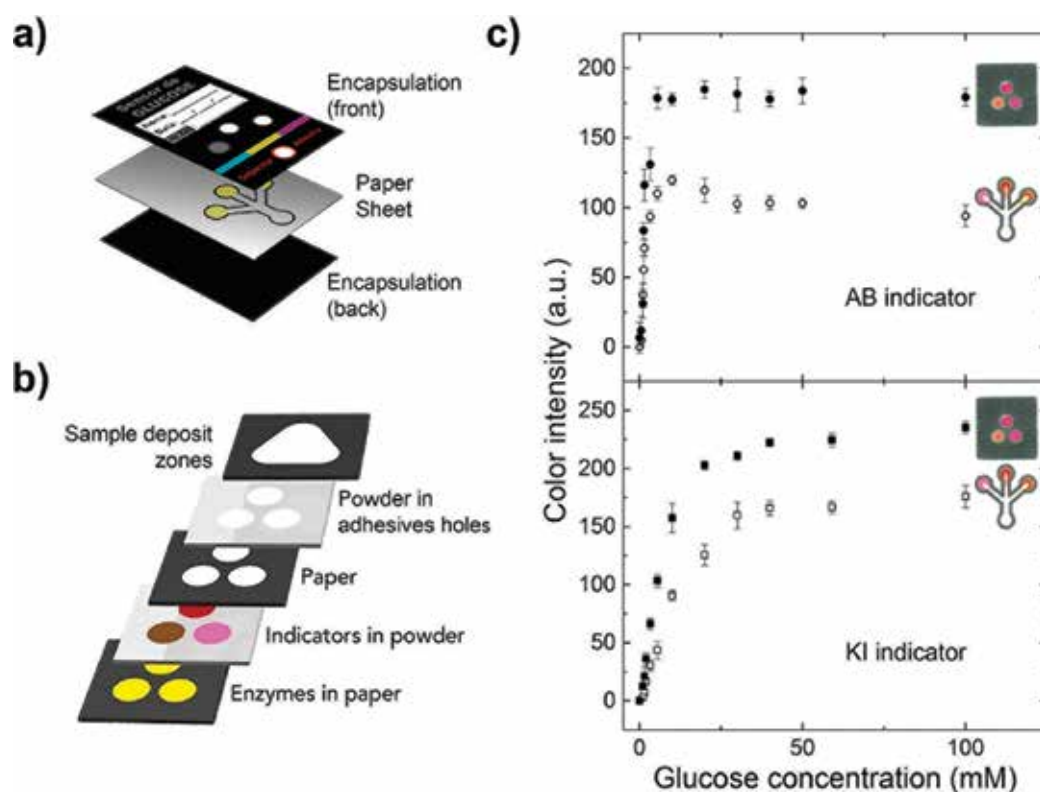 a)
Sensor de
GLUCOSE
Encapsulation
(front)
Paper
Sheet
Encapsulation
(back)
b)
Sample deposit
zones
Powder in
adhesives holes
Paper
Indicators in powder
Enzymes in paper
c)
Color intensity (a.u.)
200
150
100
50
0
AB indicator
250
200
150
100
50
0
KI indicator
0
50
100
Glucose concentration (mM)